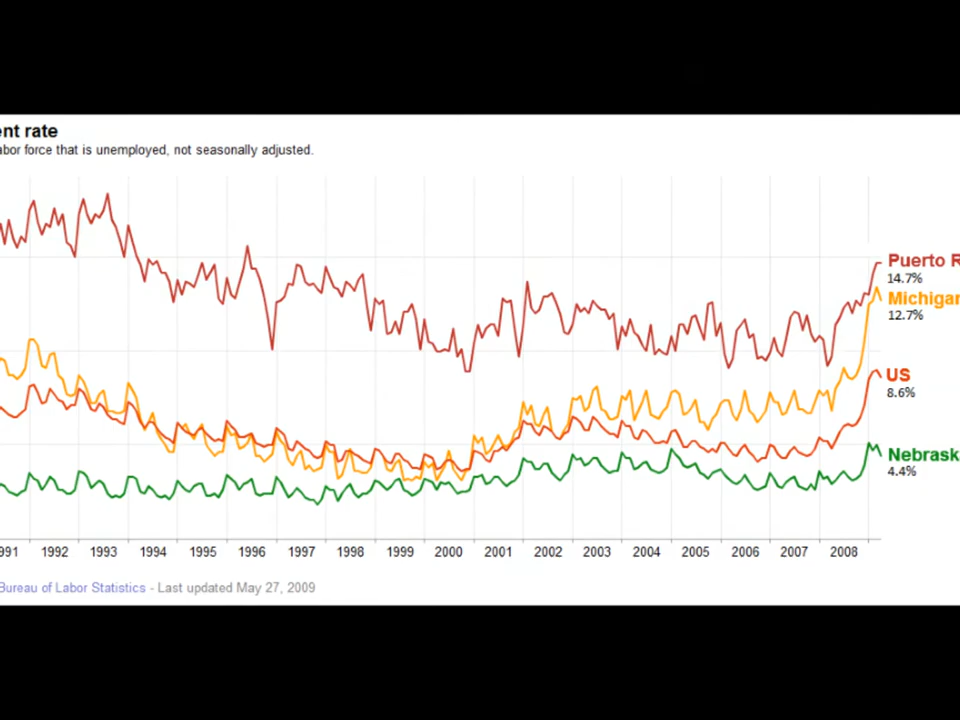 ent rate
abor force that is unemployed, not seasonally adjusted.
Puerto R
14.7%
Michigan
12.7%
US
8.6%
Nebrask
4.4%
991 1992 1993 1994 1995 1996 1997 1998 1999 2000 2001 2002 2003 2004 2005 2006 2007 2008
Bureau of Labor Statistics - Last updated May 27, 2009